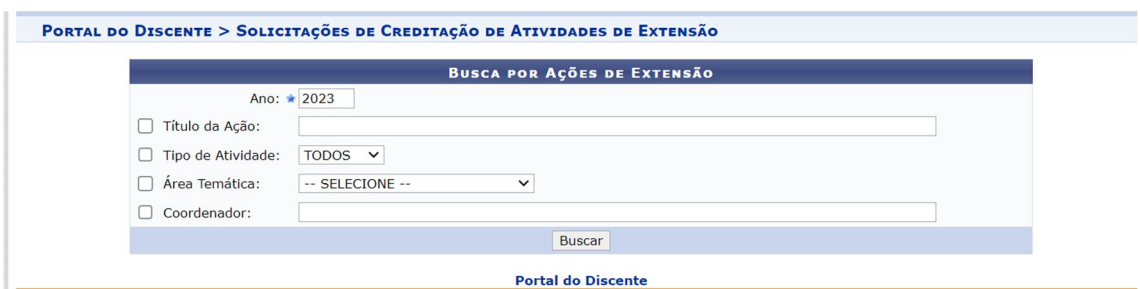 Portal do Discente > Solicitações de Creditação de Atividades de Extensão
Busca por Ações de Extensão
Ano: 2023
Título da Ação:
Tipo de Atividade: TODOS
Área Temática: -- SELECIONE --
Coordenador:
Buscar
Portal do Discente